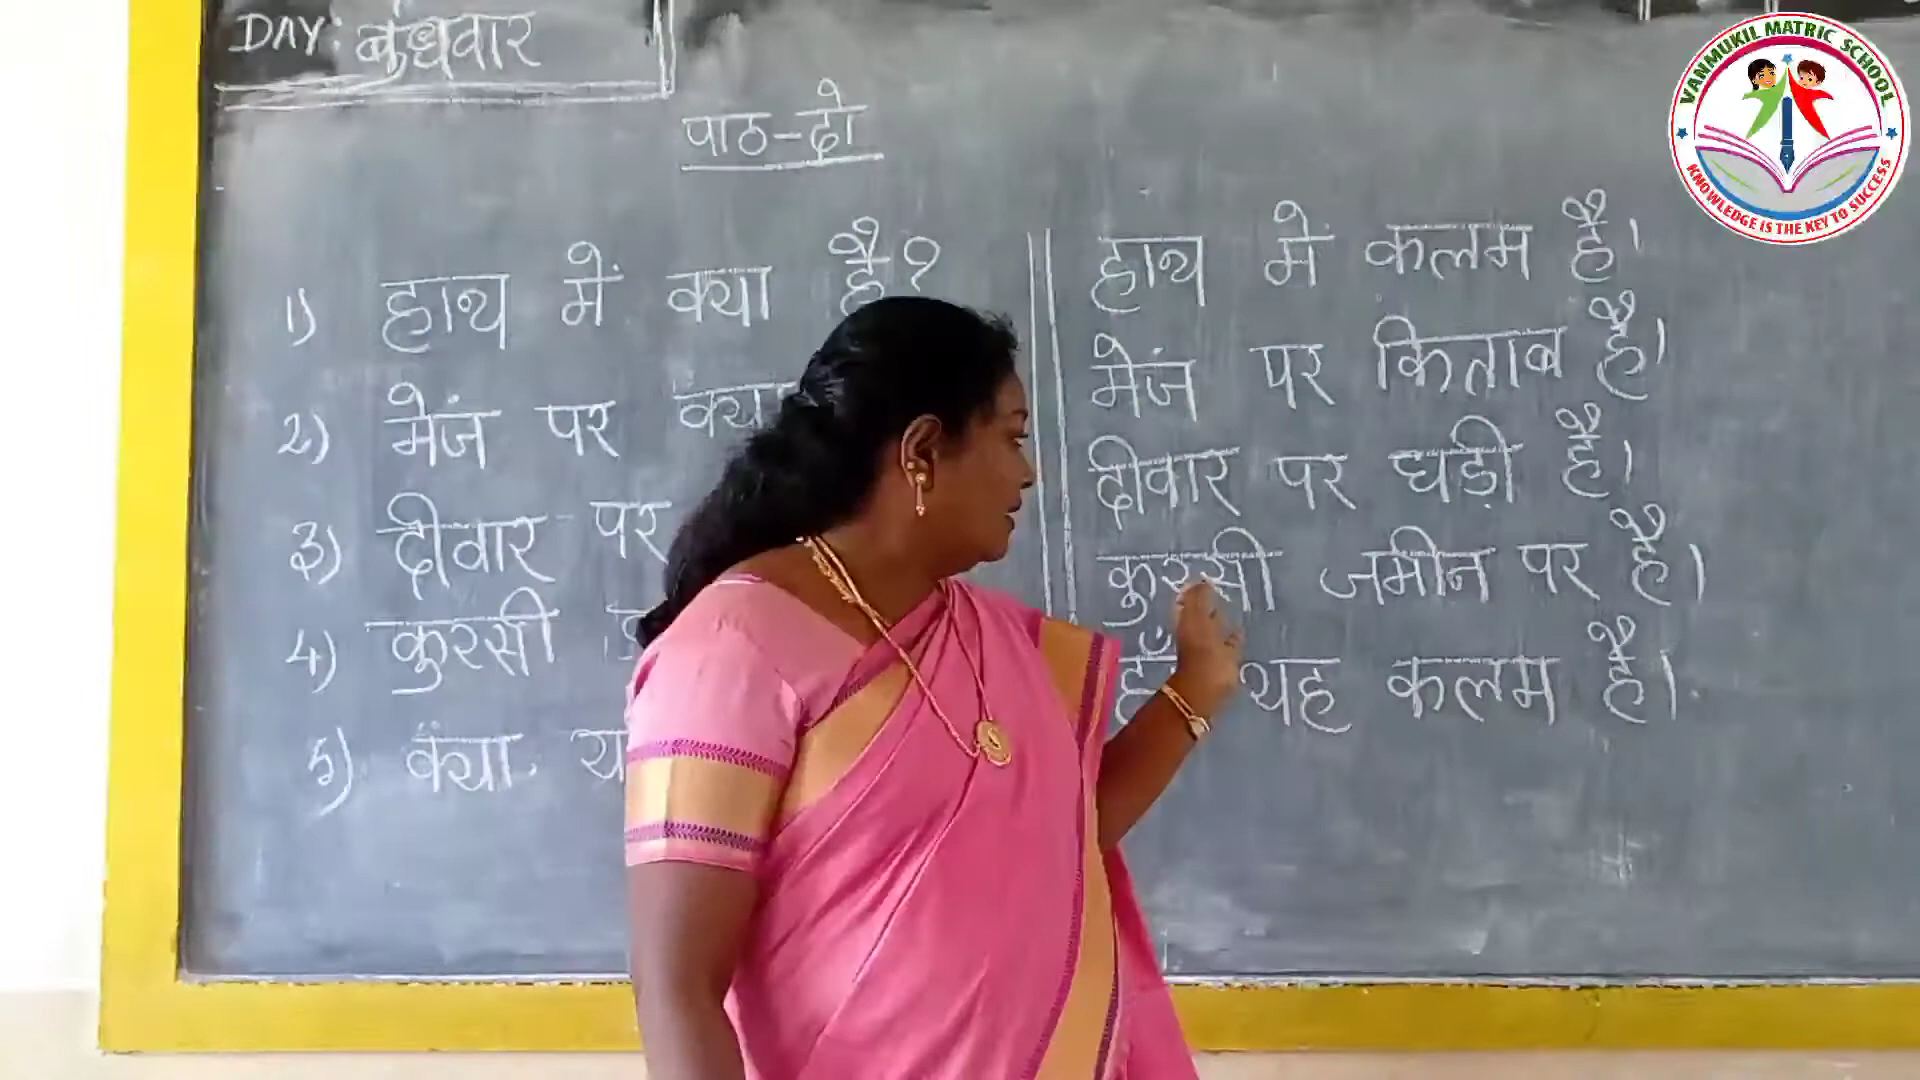 DAY: बुंधवार
पाठ-दो
1) हाथ में क्या है?
2) मेंज पर
3) दीवार पर
4) कुरसी
5)
हाथ में कलम है।
मेंज पर किताब है।
दीवार पर घड़ी है।
कुरसी जमीन पर है।
हाँ यह कलम है।
VANMUKIL MATRIC SCHOOL
KNOWLEDGE IS THE KEY TO SUCCESS